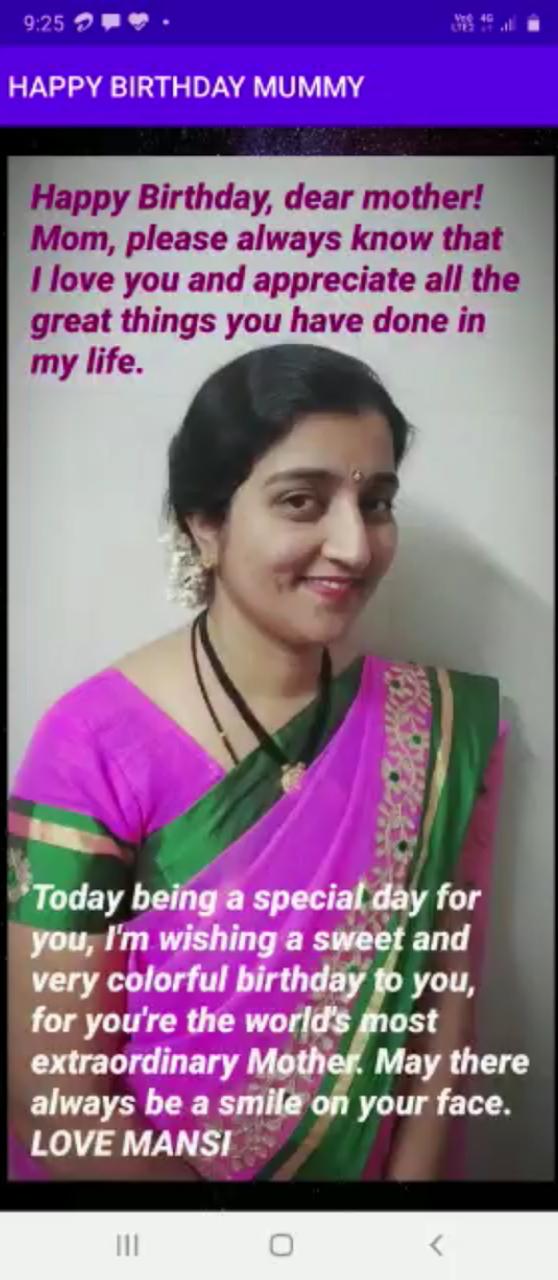 9:25
Vo) 4G
LTE2
HAPPY BIRTHDAY MUMMY
Happy Birthday, dear mother!
Mom, please always know that
I love you and appreciate all the
great things you have done in
my life.
Today being a special day for
you, I'm wishing a sweet and
very colorful birthday to you,
for you're the world's most
extraordinary Mother. May there
always be a smile on your face.
LOVE MANSI